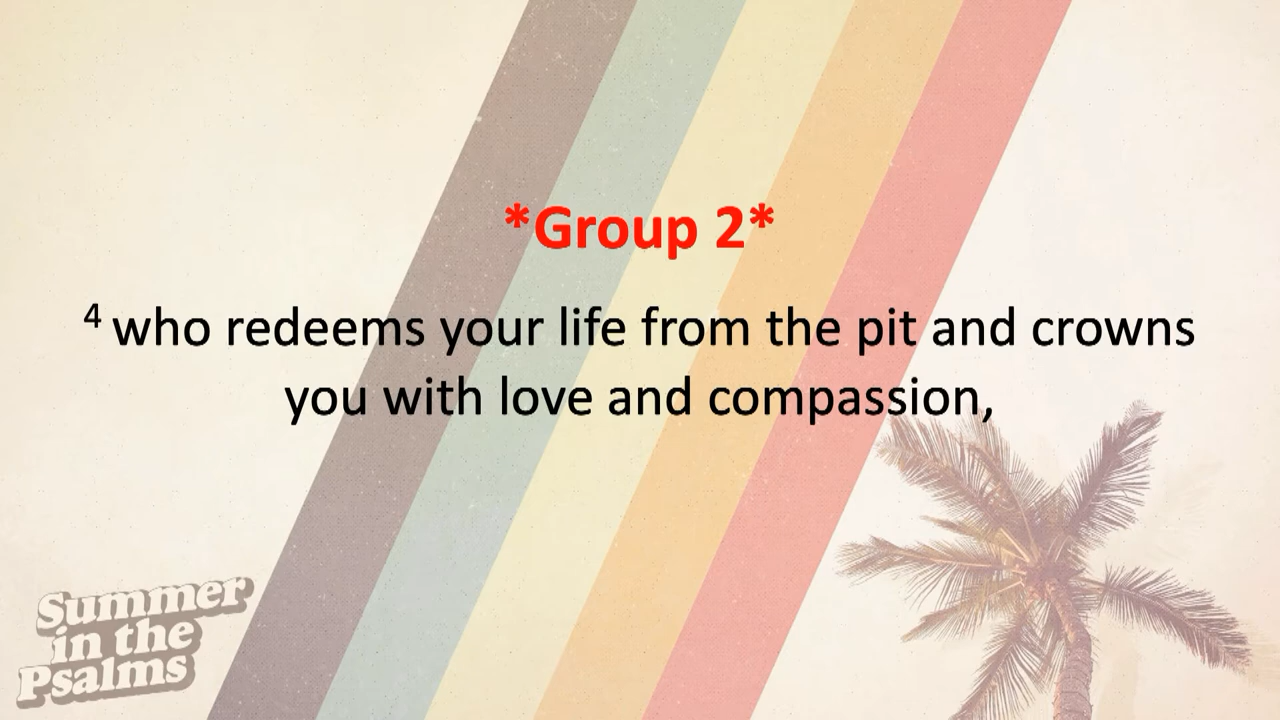 *Group 2*
4 who redeems your life from the pit and crowns
you with love and compassion,
Summer
in the
Psalms